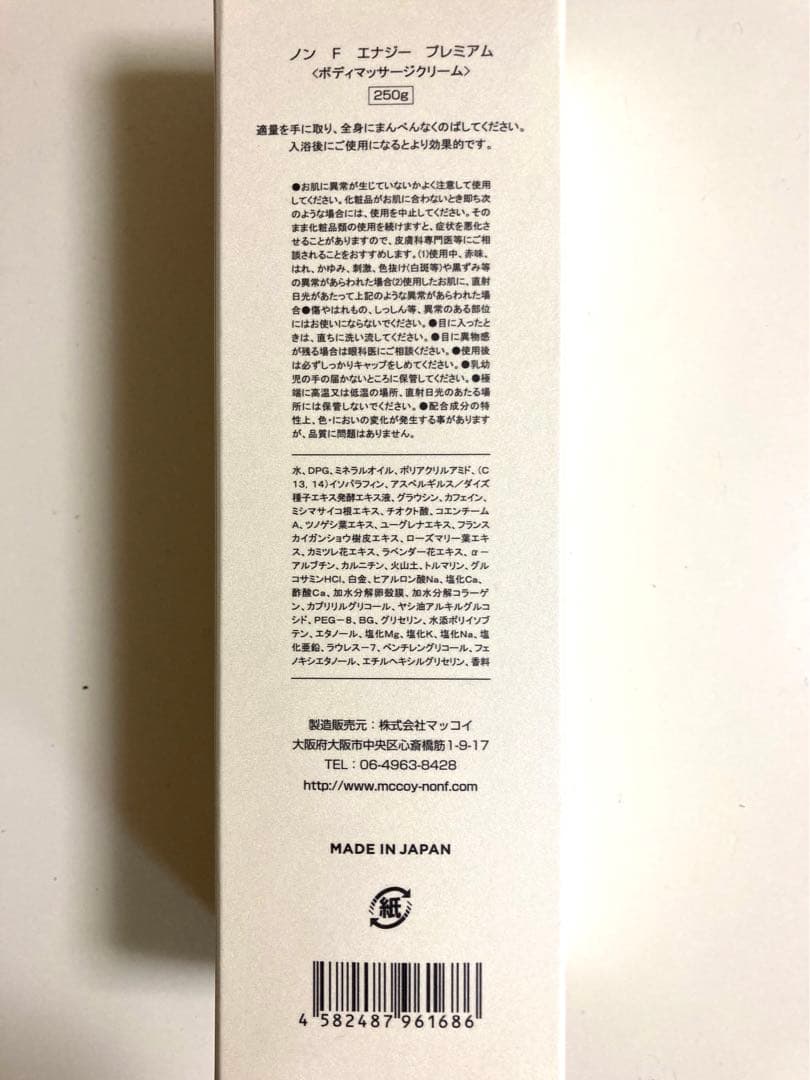 ノン F エナジー プレミアム
〈ボディマッサージクリーム〉
250g
適量を手に取り、全身にまんべんなくのばしてください。
入浴後にご使用になるとより効果的です。
●お肌に異常が生じていないかよく注意して使用
してください。化粧品がお肌に合わないとき即ち次
のような場合には、使用を中止してください。その
まま化粧品類の使用を続けますと、症状を悪化さ
せることがありますので、皮膚科専門医等にご相
談されることをおすすめします。(1)使用中、赤味、
はれ、かゆみ、刺激、色抜け(白斑等)や黒ずみ等
の異常があらわれた場合(2)使用したお肌に、直射
日光があたって上記のような異常があらわれた場
合●傷やはれもの、しっしん等、異常のある部位
にはお使いにならないでください。●目に入ったと
きは、直ちに洗い流してください。●目に異物感
が残る場合は眼科医にご相談ください。●使用後
は必ずしっかりキャップをしめてください。●乳幼
児の手の届かないところに保管してください。●極
端に高温又は低温の場所、直射日光のあたる場
所には保管しないでください。●配合成分の特
性上、色・においの変化が発生する事があります
が、品質に問題はありません。
水、DPG、ミネラルオイル、ポリアクリルアミド、(C
13, 14)イソパラフィン、アスペルギルス/ダイズ
種子エキス発酵エキス液、グラウシン、カフェイン、
ミシマサイコ根エキス、チオクト酸、コエンチーム
A、ツノゲシ葉エキス、ユーグレナエキス、フランス
カイガンショウ樹皮エキス、ローズマリー葉エキ
ス、カミツレ花エキス、ラベンダー花エキス、α－
アルブチン、カルニチン、火山土、トルマリン、グル
コサミンHCl、白金、ヒアルロン酸Na、塩化Ca、
酢酸Ca、加水分解卵殻膜、加水分解コラーゲ
ン、カプリリルグリコール、ヤシ油アルキルグルコ
シド、PEG－8、BG、グリセリン、水添ポリイソブ
テン、エタノール、塩化Mg、塩化K、塩化Na、塩
化亜鉛、ラウレス－7、ペンチレングリコール、フェ
ノキシエタノール、エチルヘキシルグリセリン、香料
製造販売元：株式会社マッコイ
大阪府大阪市中央区心斎橋筋1-9-17
TEL：06-4963-8428
http://www.mccoy-nonf.com
MADE IN JAPAN
紙
4 582487 961686